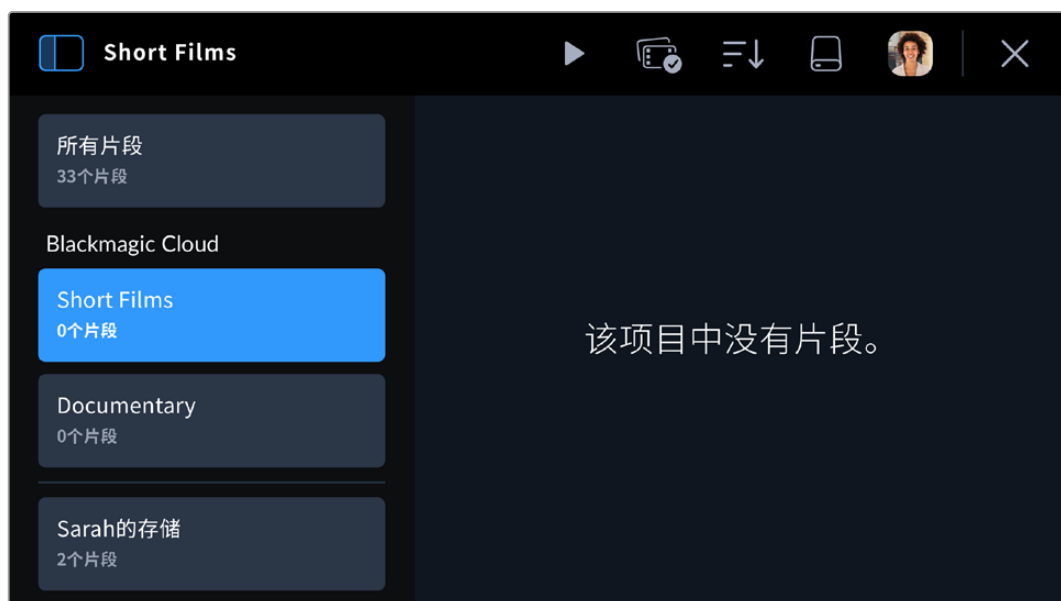 Short Films
所有片段
33个片段
Blackmagic Cloud
Short Films
0个片段
Documentary
0个片段
Sarah的存储
2个片段
该项目中没有片段。